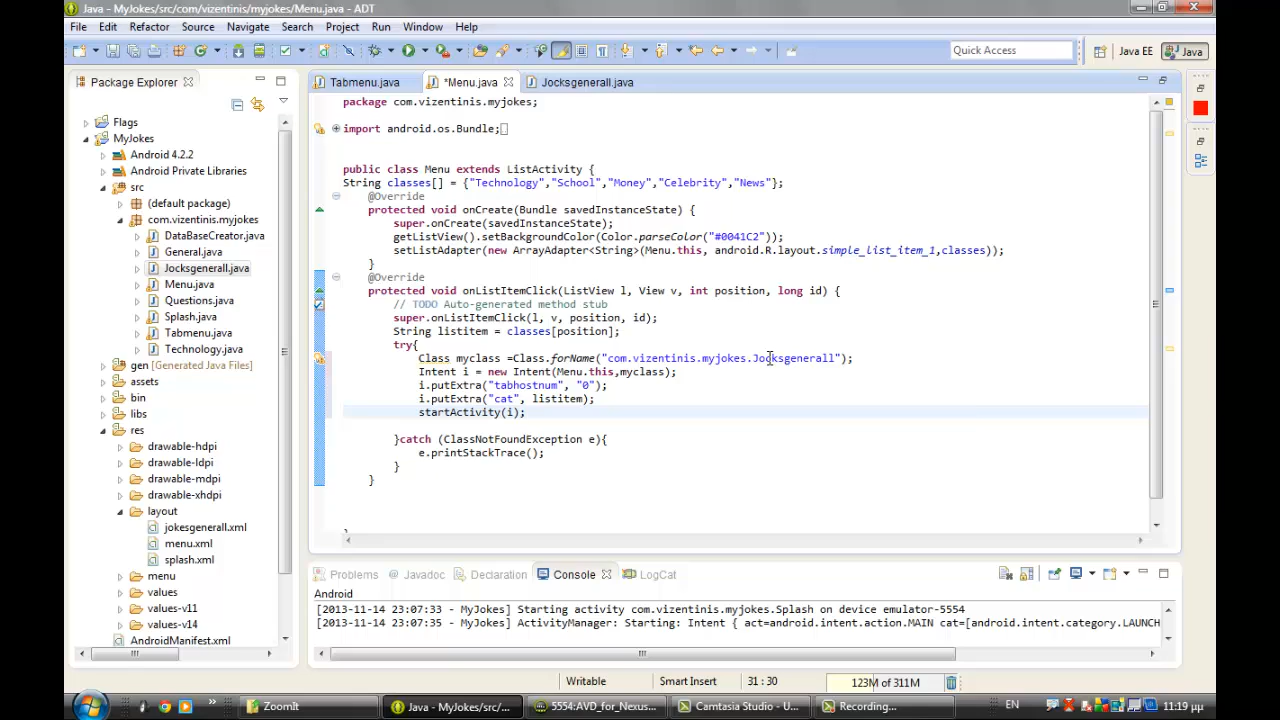 Java - MyJokes/src/com/vizentinis/myjokes/Menu.java - ADT
File Edit Refactor Source Navigate Search Project Run Window Help
Quick Access Java EE Java
Package Explorer
Flags
MyJokes
Android 4.2.2
Android Private Libraries
src
(default package)
com.vizentinis.myjokes
DataBaseCreator.java
General.java
Jocksgenerall.java
Menu.java
Questions.java
Splash.java
Tabmenu.java
Technology.java
gen [Generated Java Files]
assets
bin
libs
res
drawable-hdpi
drawable-ldpi
drawable-mdpi
drawable-xhdpi
layout
jokesgenerall.xml
menu.xml
splash.xml
menu
values
values-v11
values-v14
AndroidManifest.xml
Tabmenu.java *Menu.java Jocksgenerall.java
package com.vizentinis.myjokes;
import android.os.Bundle;
public class Menu extends ListActivity {
String classes[] = {"Technology","School","Money","Celebrity","News"};
@Override
protected void onCreate(Bundle savedInstanceState) {
super.onCreate(savedInstanceState);
getListView().setBackgroundColor(Color.parseColor("#0041C2"));
setListAdapter(new ArrayAdapter<String>(Menu.this, android.R.layout.simple_list_item_1,classes));
}
@Override
protected void onListItemClick(ListView l, View v, int position, long id) {
// TODO Auto-generated method stub
super.onListItemClick(l, v, position, id);
String listitem = classes[position];
try{
Class myclass =Class.forName("com.vizentinis.myjokes.Jocksgenerall");
Intent i = new Intent(Menu.this,myclass);
i.putExtra("tabhostnum", "0");
i.putExtra("cat", listitem);
startActivity(i);
}catch (ClassNotFoundException e){
e.printStackTrace();
}
}
}
Problems Javadoc Declaration Console LogCat
Android
[2013-11-14 23:07:33 - MyJokes] Starting activity com.vizentinis.myjokes.Splash on device emulator-5554
[2013-11-14 23:07:35 - MyJokes] ActivityManager: Starting: Intent { act=android.intent.action.MAIN cat=[android.intent.category.LAUNCH
Writable Smart Insert 31 : 30 123M of 311M
ZoomIt Java - MyJokes/src/... 5554:AVD_for_Nexus... Camtasia Studio - U... Recording... EN 11:19 μμ